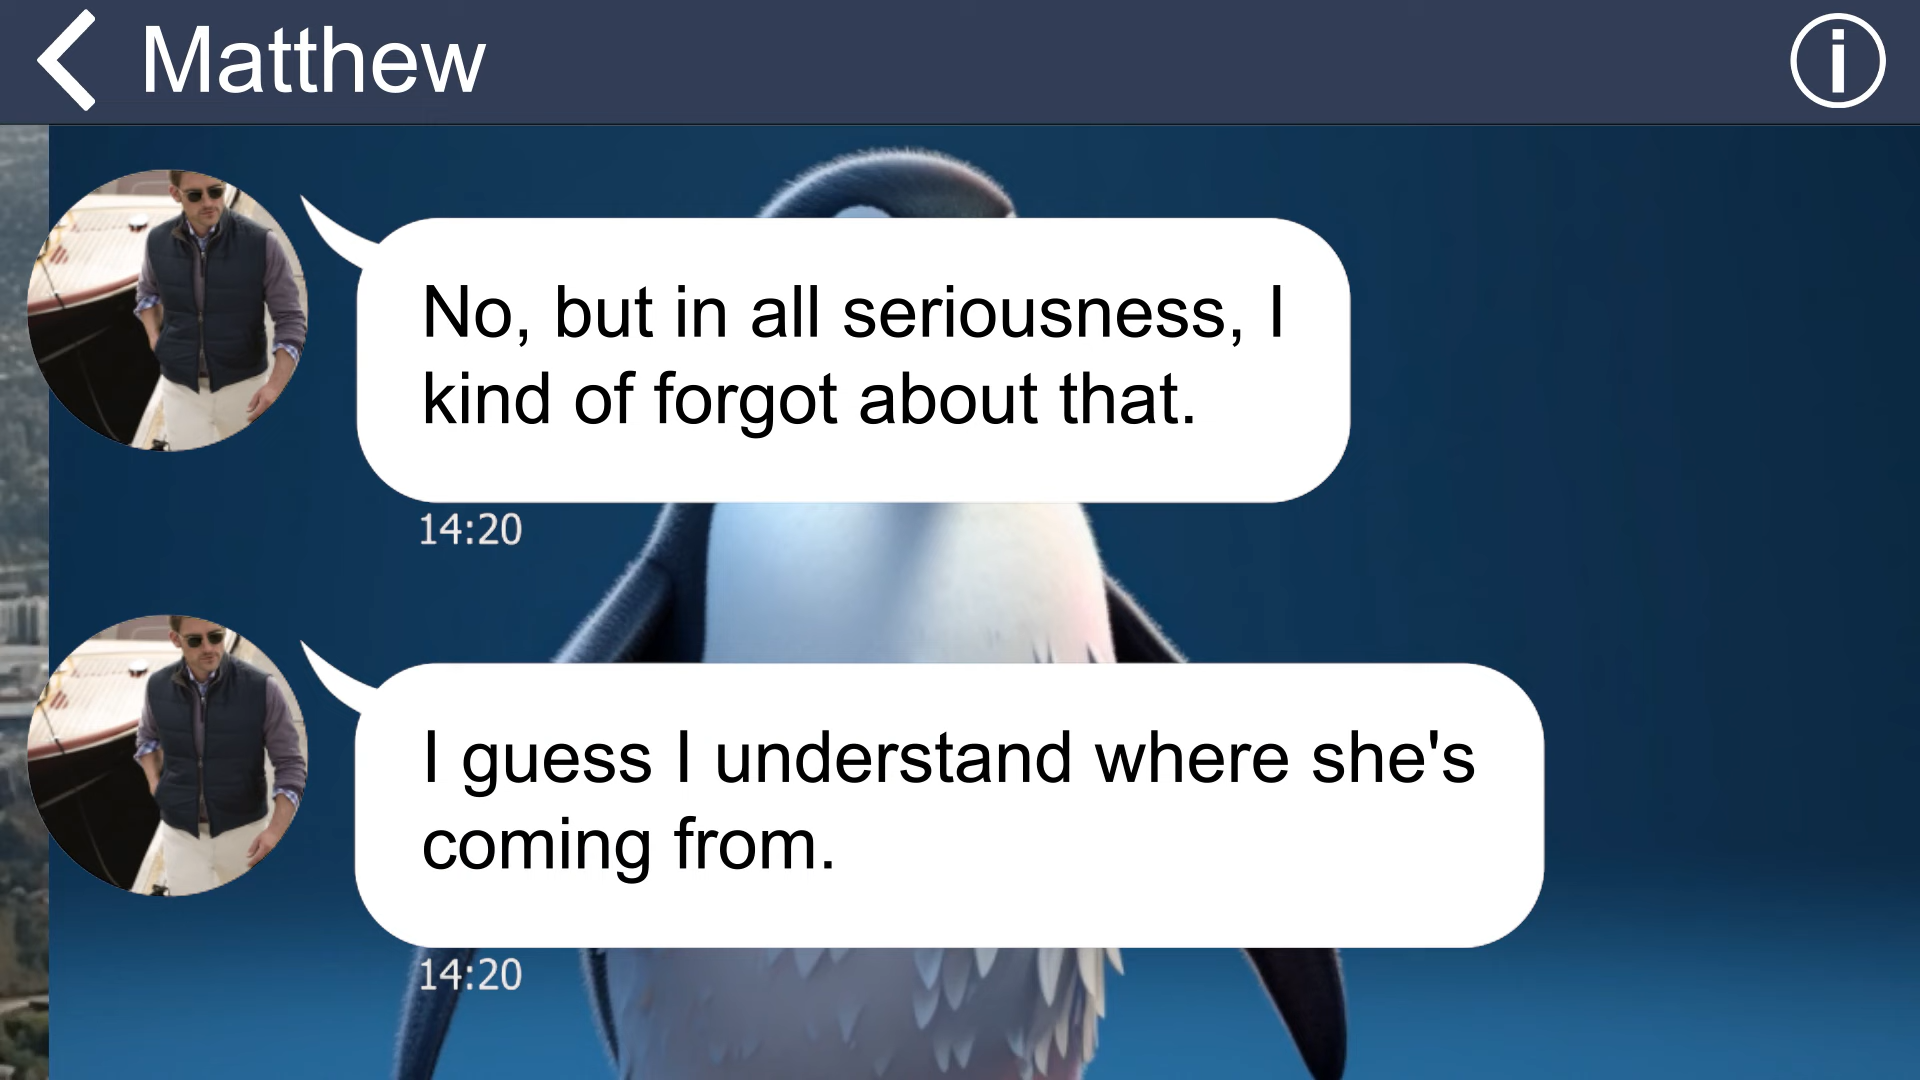 Matthew
No, but in all seriousness, I
kind of forgot about that.
14:20
I guess I understand where she's
coming from.
14:20